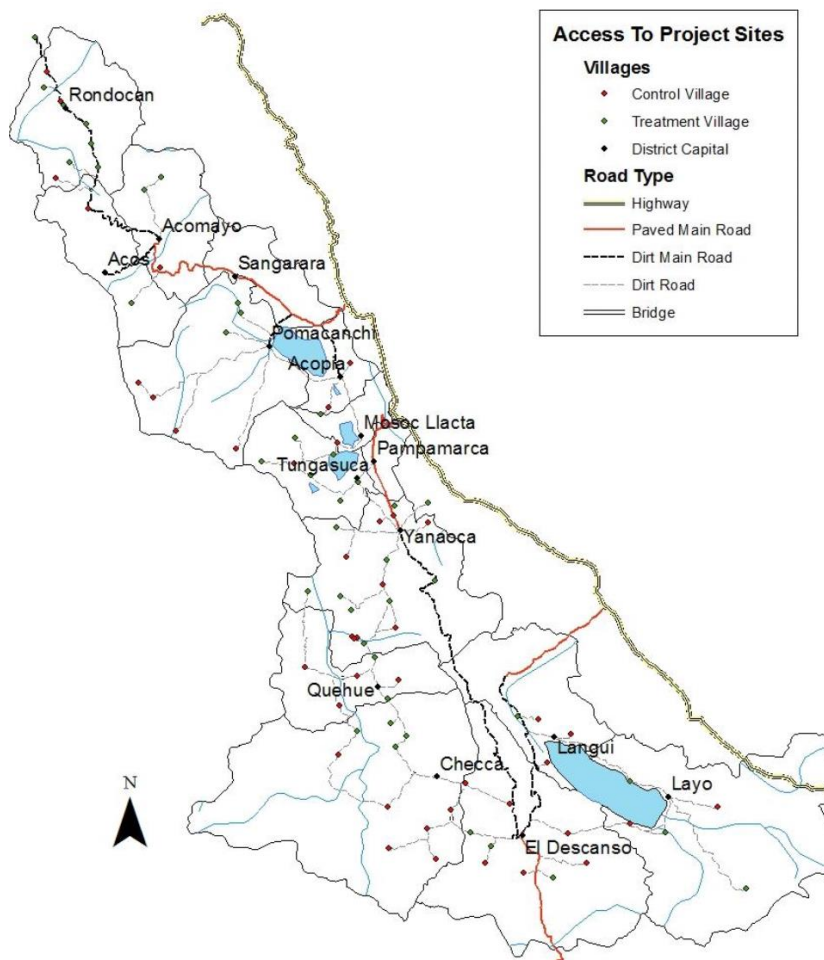 Access To Project Sites
Villages
Control Village
Treatment Village
District Capital
Road Type
Highway
Paved Main Road
Dirt Main Road
Dirt Road
Bridge
Rondocan
Acomayo
Acos
Sangarara
Pomacanchi
Acopia
Mosoc Llacta
Pampamarca
Tungasuca
Yanaoca
Quehue
Checca
Langui
Layo
El Descanso
N